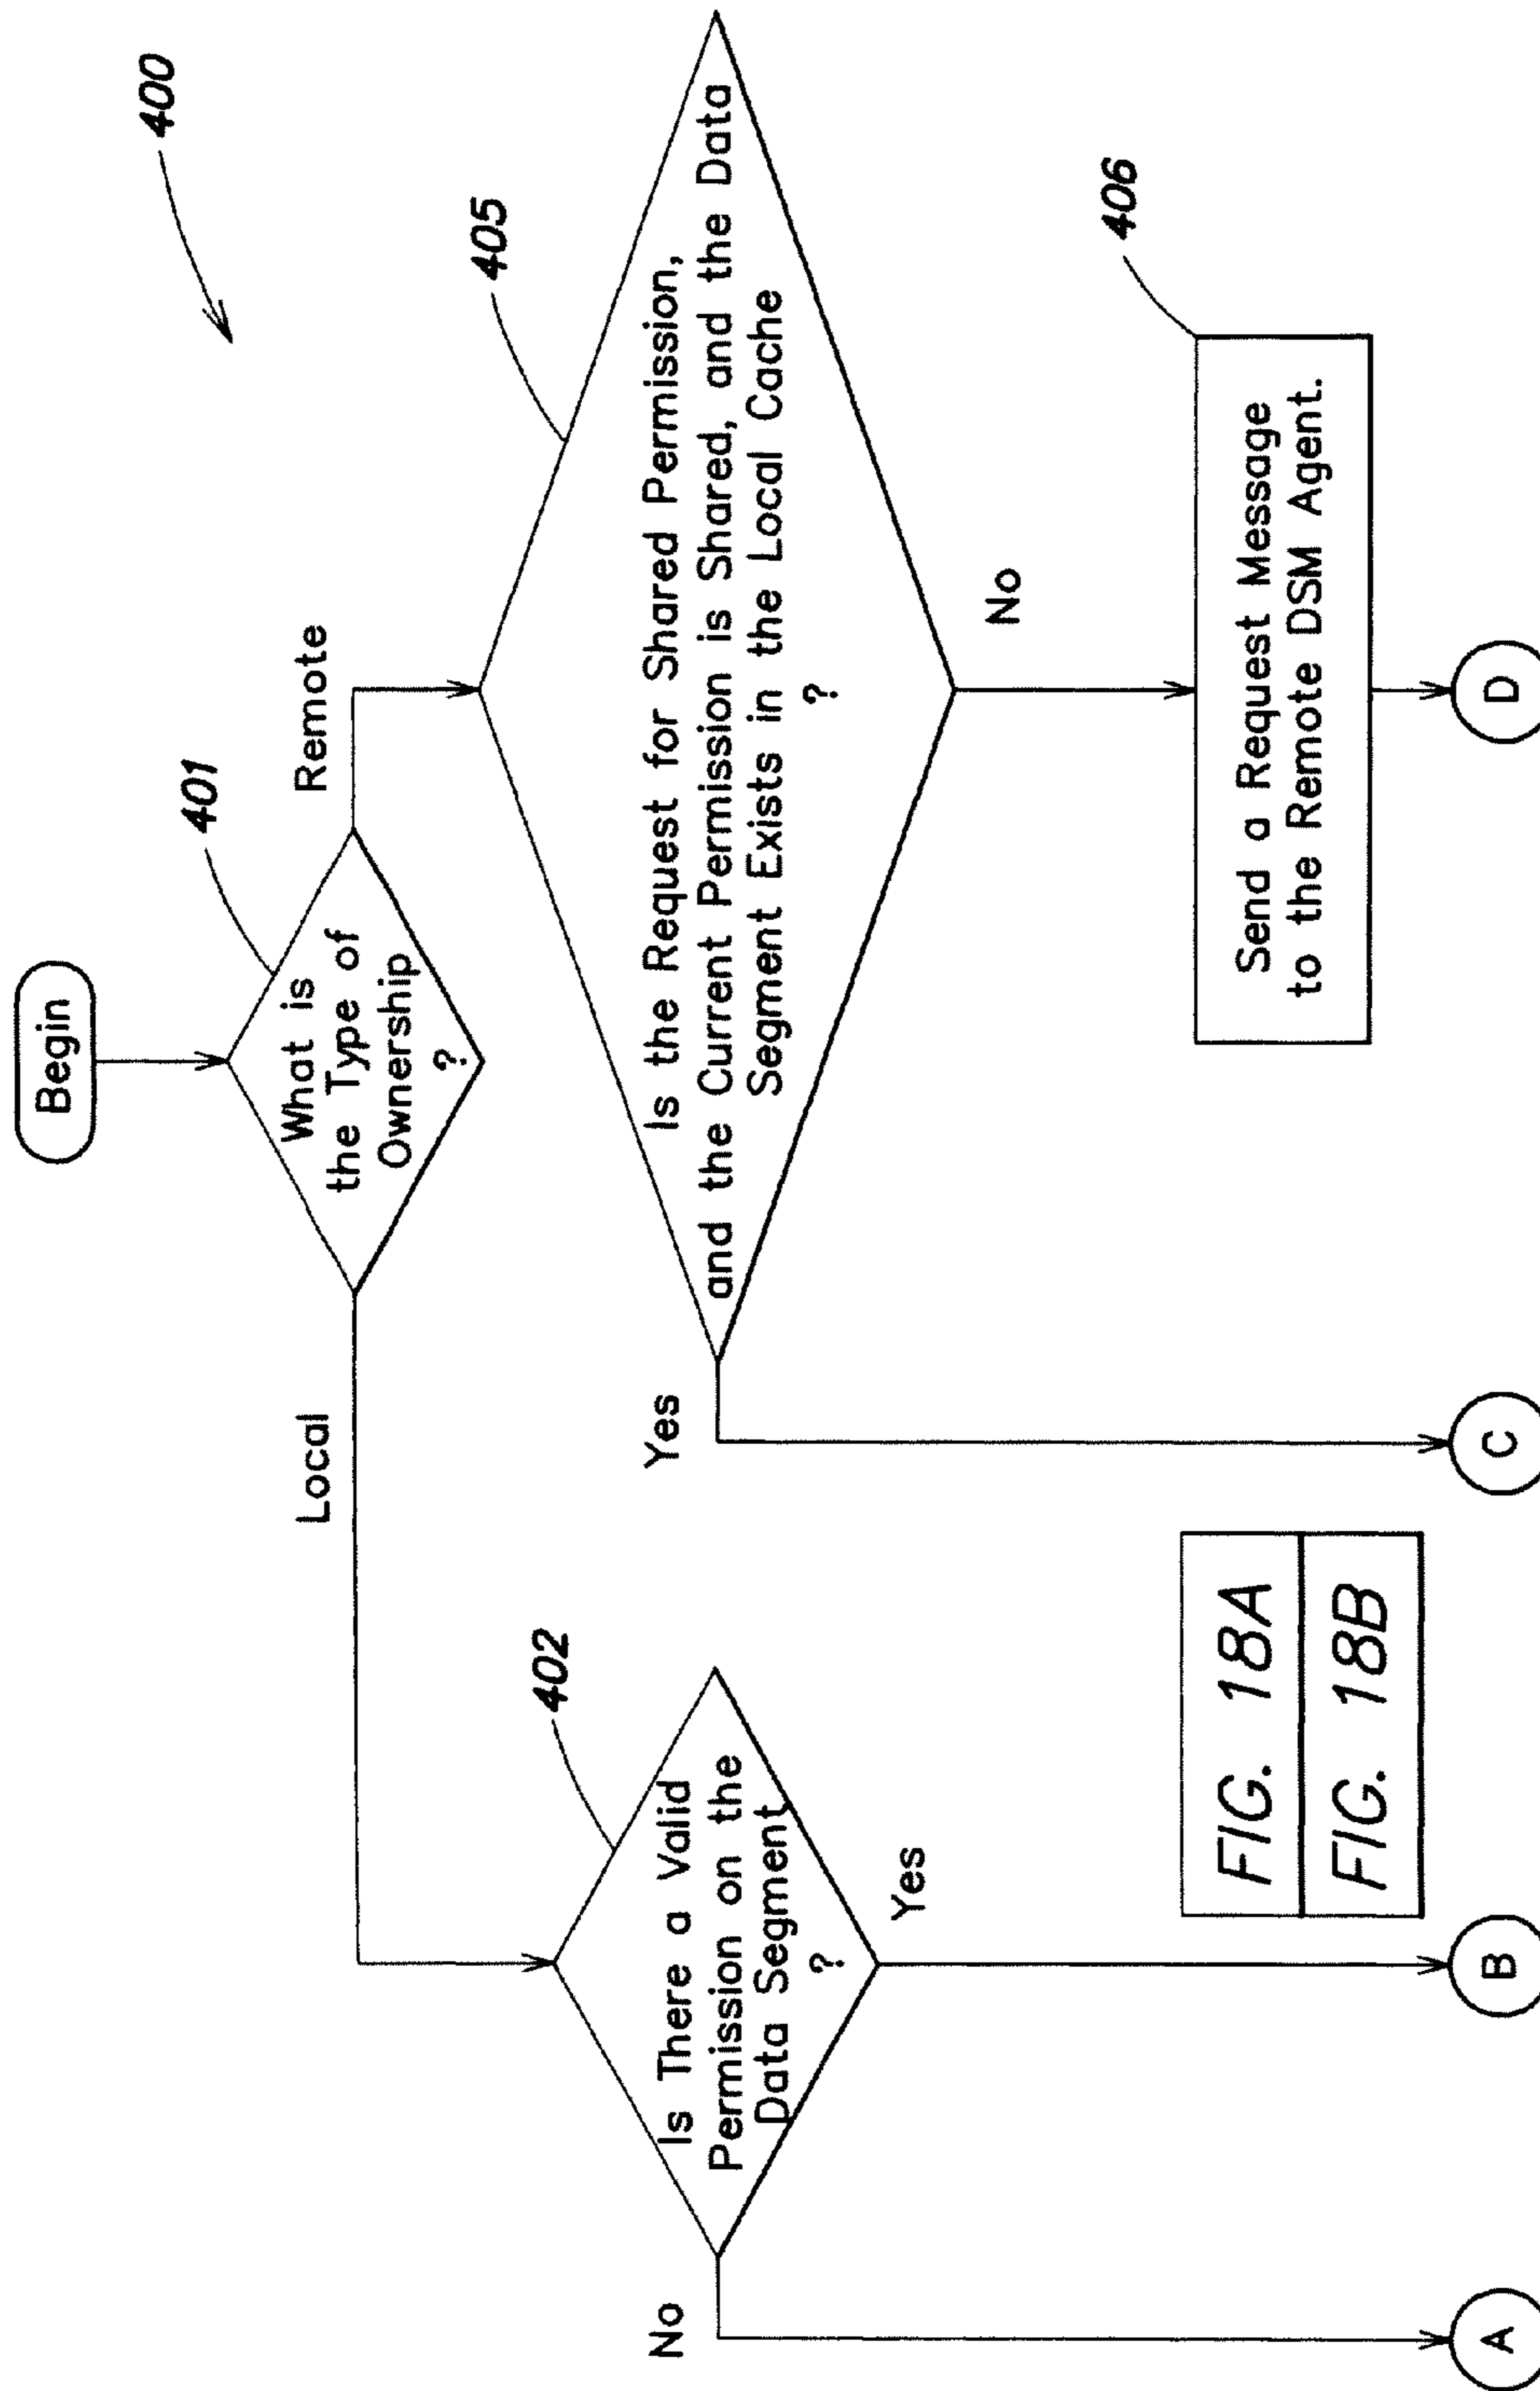 400
Begin
401
What is
the Type of
Ownership
?
Local
Remote
402
Is There a Valid
Permission on the
Data Segment
?
No
Yes
405
Is the Request for Shared Permission,
and the Current Permission is Shared, and the Data
Segment Exists in the Local Cache
?
Yes
No
406
Send a Request Message
to the Remote DSM Agent.
FIG. 18A
FIG. 18B
A
B
C
D